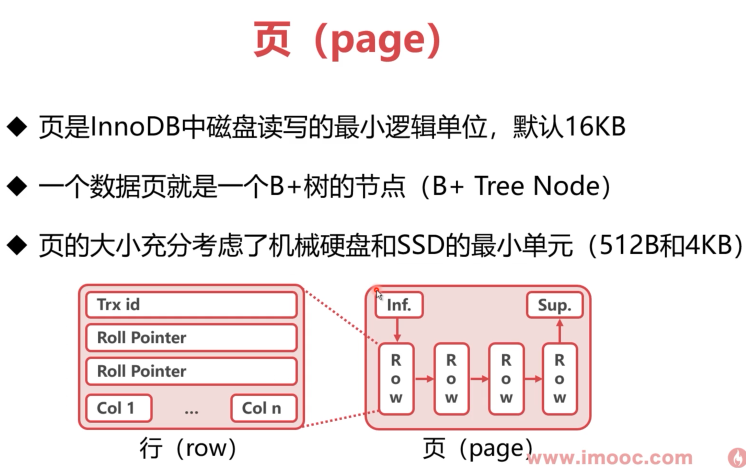 页（page）
◆ 页是InnoDB中磁盘读写的最小逻辑单位，默认16KB
◆ 一个数据页就是一个B+树的节点（B+ Tree Node）
◆ 页的大小充分考虑了机械硬盘和SSD的最小单元（512B和4KB）
Trx id
Roll Pointer
Roll Pointer
Col 1 ... Col n
行（row）
Inf. Sup.
Row Row Row Row
页（page）
www.imooc.com